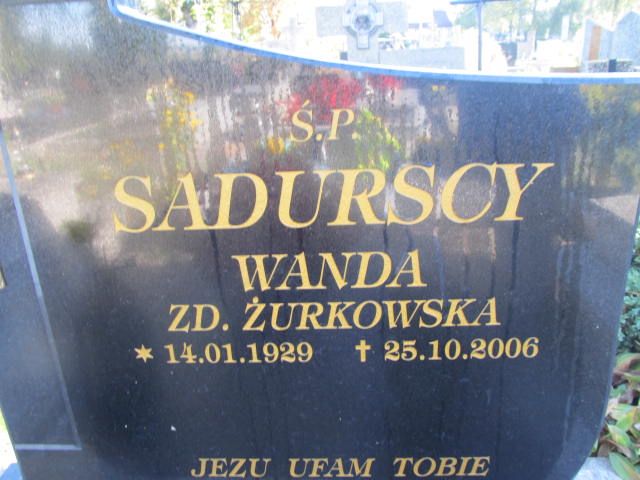 Ś.P.
SADURSCY
WANDA
ZD. ŻURKOWSKA
✶ 14.01.1929 ✝ 25.10.2006
JEZU UFAM TOBIE